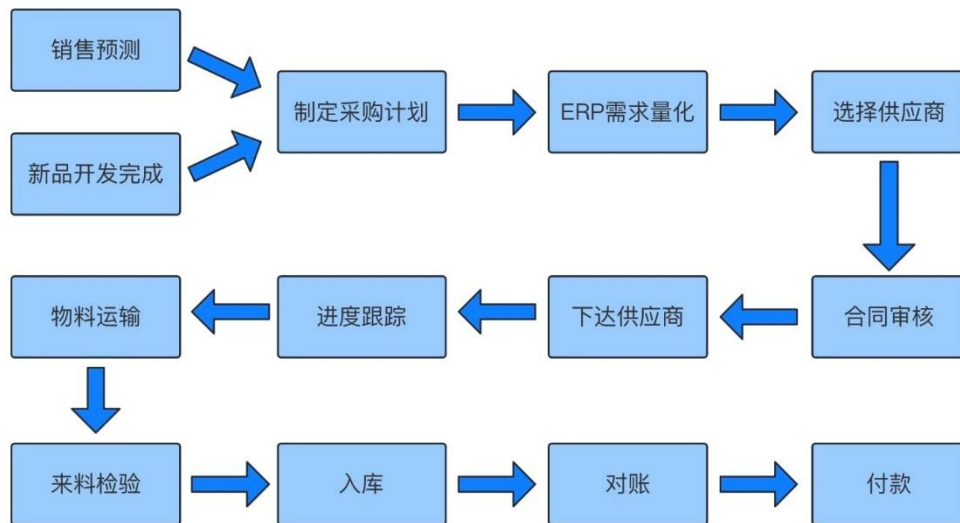 销售预测
新品开发完成
制定采购计划
ERP需求量化
选择供应商
合同审核
下达供应商
进度跟踪
物料运输
来料检验
入库
对账
付款